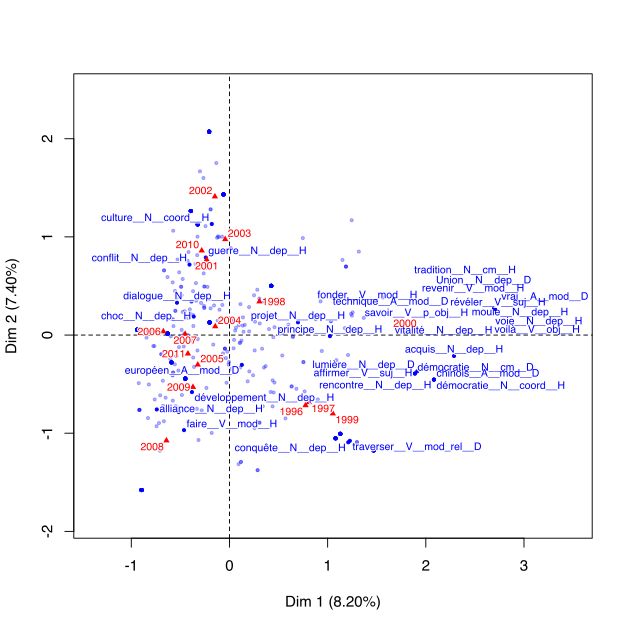 2
1
0
-1
-2
-1
0
1
2
3
Dim 1 (8.20%)
Dim 2 (7.40%)
2002
culture__N__coord__H
2003
2010
guerre__N__dep__H
conflit__N__dep__H
2001
tradition__N__cm__H
Union__N__dep__D
revenir__V__mod__H
dialogue__N__dep__H
1998
fonder__V__mod__H
vrai__A__mod__D
technique__A__mod__D
révéler__V__suj__H
choc__N__dep__H
projet__N__dep__H
savoir__V__p_obj__H
moule__N__dep__H
2004
2000
voie__N__dep__H
2006
principe__N__dep__H
vitalité__N__dep__H
voilà__V__obj__H
2007
2011
acquis__N__dep__H
2005
européen__A__mod__D
lumière__N__dep__D
démocratie__N__cm__D
affirmer__V__suj__H
chinois__A__mod__D
2009
rencontre__N__dep__H
démocratie__N__coord__H
développement__N__dep__H
alliance__N__dep__H
1996
1997
1999
faire__V__mod__H
2008
conquête__N__dep__H
traverser__V__mod_rel__D